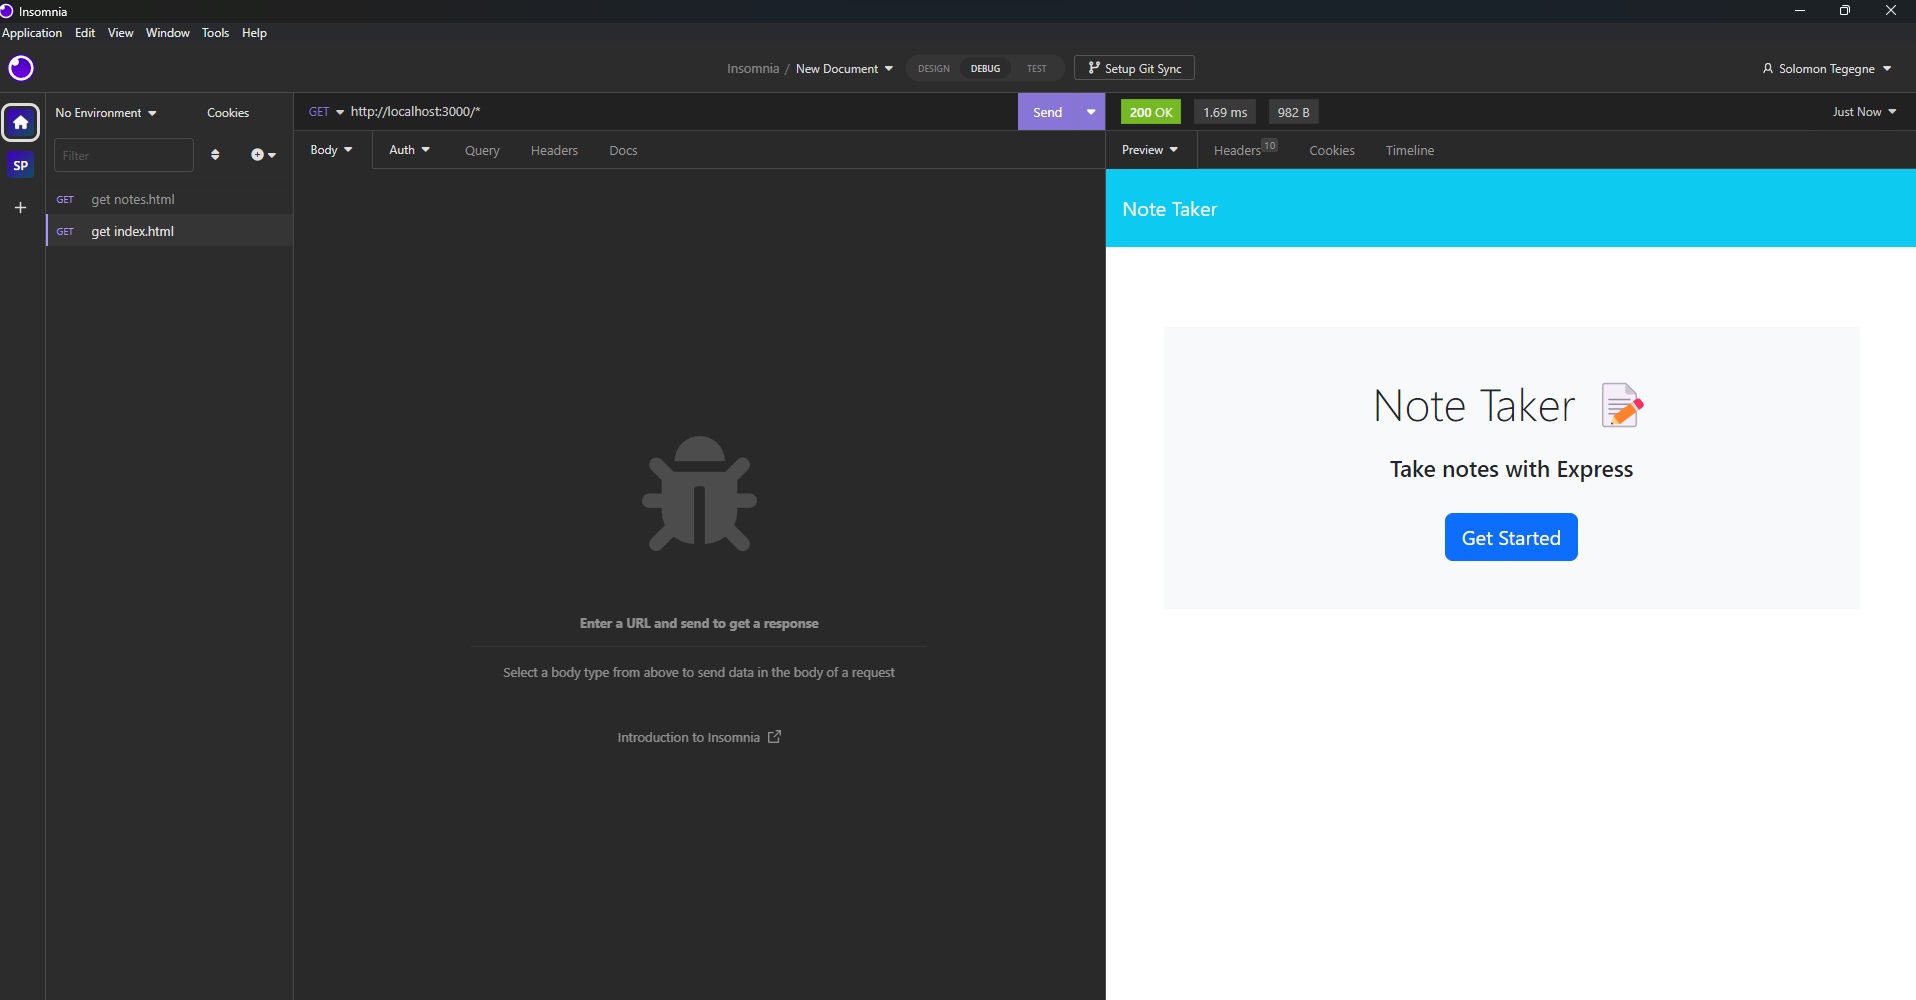 Insomnia
Application Edit View Window Tools Help
Insomnia / New Document DESIGN DEBUG TEST Setup Git Sync Solomon Tegegne
No Environment Cookies
GET http://localhost:3000/* Send
200 OK 1.69 ms 982 B Just Now
Filter
SP
GET get notes.html
GET get index.html
Body Auth Query Headers Docs
Preview Headers 10 Cookies Timeline
Enter a URL and send to get a response
Select a body type from above to send data in the body of a request
Introduction to Insomnia
Note Taker
Note Taker
Take notes with Express
Get Started